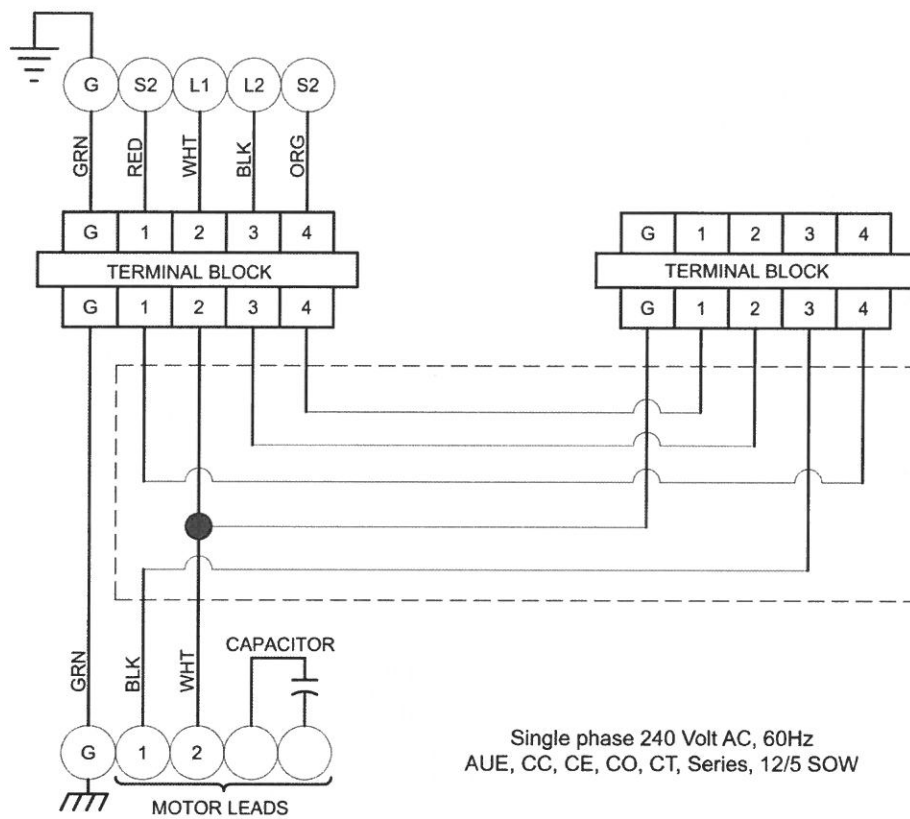 G S2 L1 L2 S2
GRN RED WHT BLK ORG
G 1 2 3 4
TERMINAL BLOCK
G 1 2 3 4
G 1 2 3 4
TERMINAL BLOCK
G 1 2 3 4
CAPACITOR
GRN BLK WHT
G 1 2
MOTOR LEADS
Single phase 240 Volt AC, 60Hz
AUE, CC, CE, CO, CT, Series, 12/5 SOW